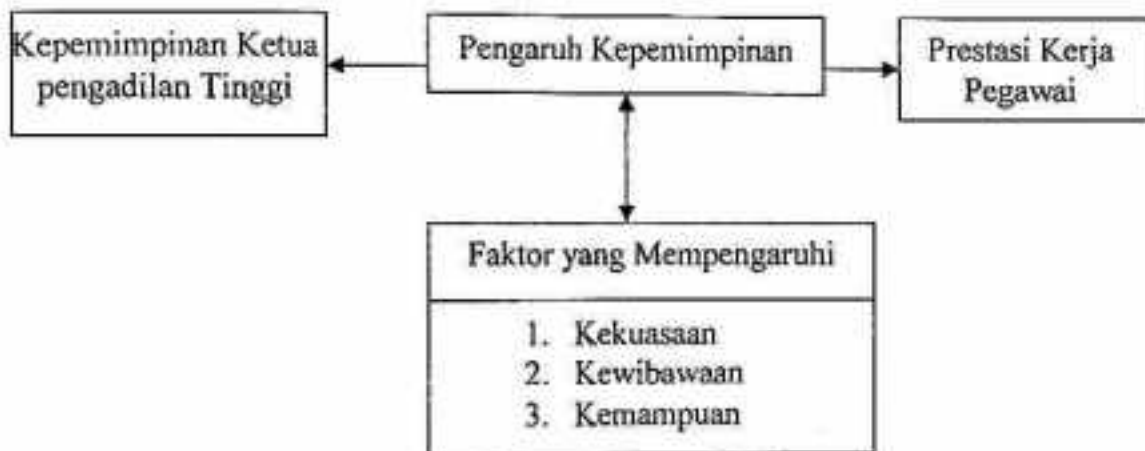 Kepemimpinan Ketua
pengadilan Tinggi
Pengaruh Kepemimpinan
Prestasi Kerja
Pegawai
Faktor yang Mempengaruhi
1. Kekuasaan
2. Kewibawaan
3. Kemampuan